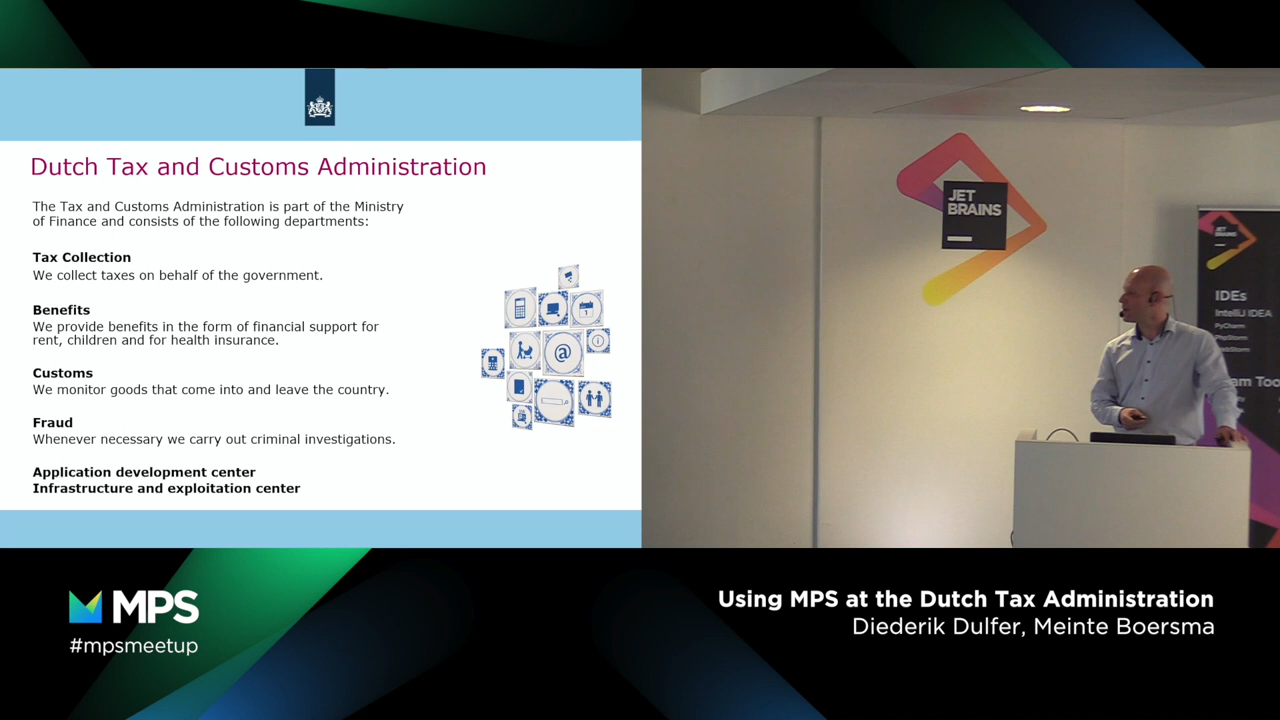 Dutch Tax and Customs Administration
The Tax and Customs Administration is part of the Ministry
of Finance and consists of the following departments:
Tax Collection
We collect taxes on behalf of the government.
Benefits
We provide benefits in the form of financial support for
rent, children and for health insurance.
Customs
We monitor goods that come into and leave the country.
Fraud
Whenever necessary we carry out criminal investigations.
Application development center
Infrastructure and exploitation center
@
JET
BRAINS
JET
BRAINS
IDEs
IntelliJ IDEA
PyCharm
MPS
#mpsmeetup
Using MPS at the Dutch Tax Administration
Diederik Dulfer, Meinte Boersma